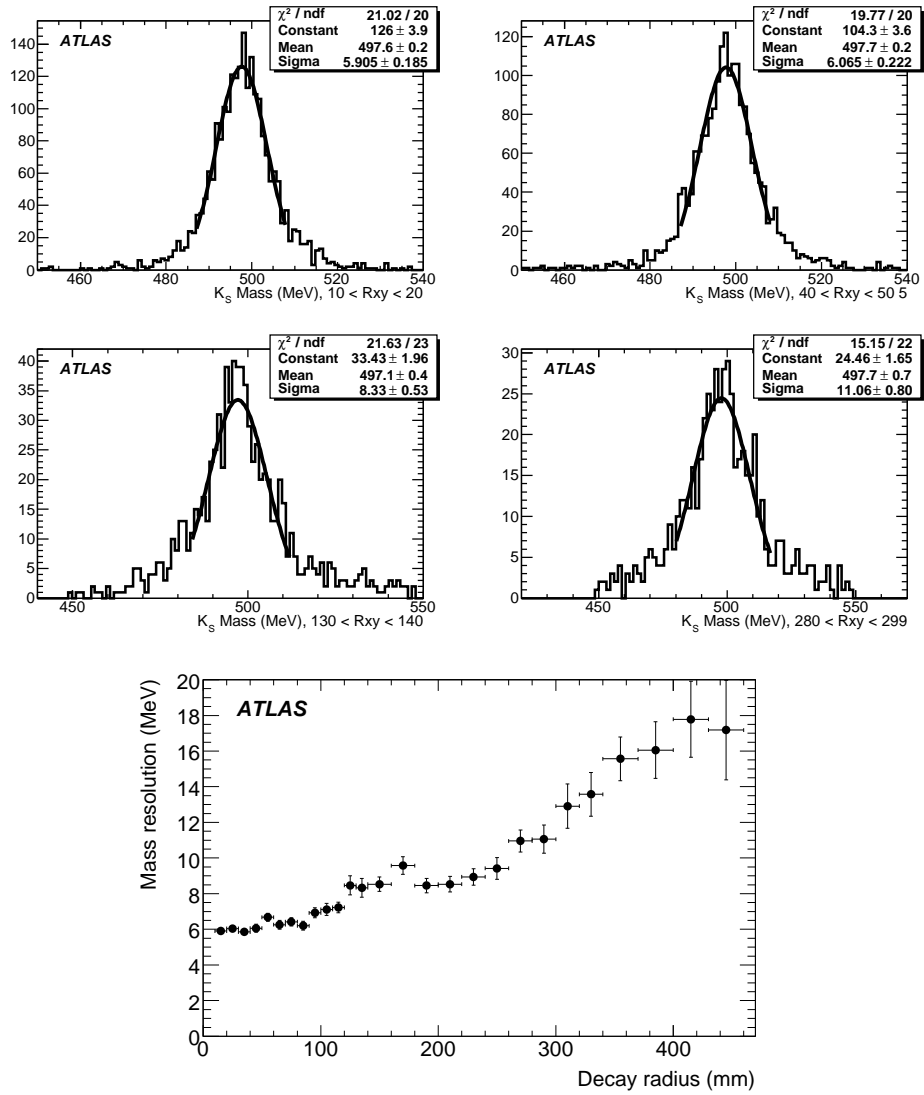 χ² / ndf 21.02 / 20
Constant 126 ± 3.9
Mean 497.6 ± 0.2
Sigma 5.905 ± 0.185
ATLAS
140
120
100
80
60
40
20
0
460 480 500 520 540
K_S Mass (MeV), 10 < Rxy < 20
χ² / ndf 19.77 / 20
Constant 104.3 ± 3.6
Mean 497.7 ± 0.2
Sigma 6.065 ± 0.222
ATLAS
120
100
80
60
40
20
0
460 480 500 520 540
K_S Mass (MeV), 40 < Rxy < 50 5
χ² / ndf 21.63 / 23
Constant 33.43 ± 1.96
Mean 497.1 ± 0.4
Sigma 8.33 ± 0.53
ATLAS
40
35
30
25
20
15
10
5
0
450 500 550
K_S Mass (MeV), 130 < Rxy < 140
χ² / ndf 15.15 / 22
Constant 24.46 ± 1.65
Mean 497.7 ± 0.7
Sigma 11.06 ± 0.80
ATLAS
30
25
20
15
10
5
0
450 500 550
K_S Mass (MeV), 280 < Rxy < 299
Mass resolution (MeV)
ATLAS
20
18
16
14
12
10
8
6
4
2
0
0 100 200 300 400
Decay radius (mm)